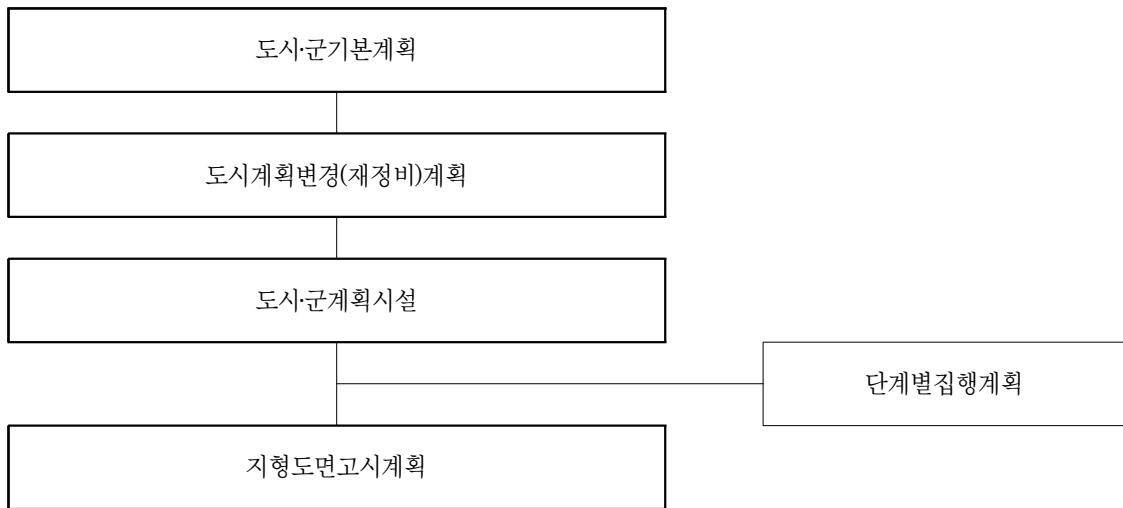 도시·군기본계획
도시계획변경(재정비)계획
도시·군계획시설
단계별집행계획
지형도면고시계획